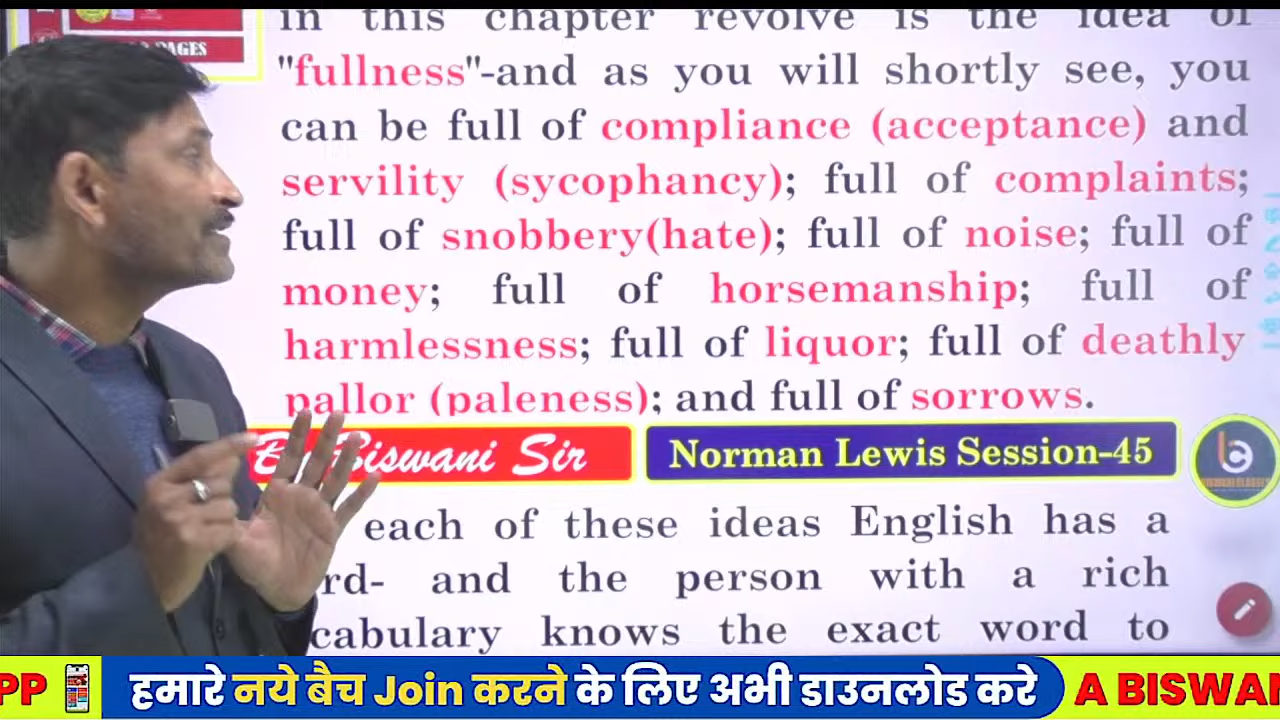 PAGES
in this chapter revolve is the idea of
"fullness"-and as you will shortly see, you
can be full of compliance (acceptance) and
servility (sycophancy); full of complaints;
full of snobbery(hate); full of noise; full of
money; full of horsemanship; full of
harmlessness; full of liquor; full of deathly
pallor (paleness); and full of sorrows.
By Biswani Sir
Norman Lewis Session-45
each of these ideas English has a
rd- and the person with a rich
cabulary knows the exact word to
PP
हमारे नये बैच Join करने के लिए अभी डाउनलोड करे
A BISWAN